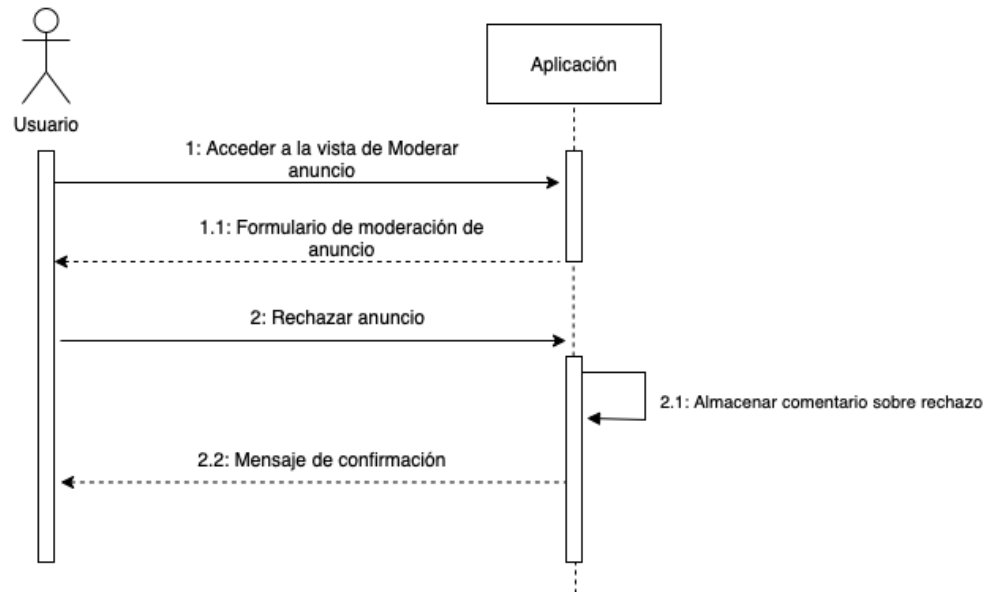 Aplicación
Usuario
1: Acceder a la vista de Moderar
anuncio
1.1: Formulario de moderación de
anuncio
2: Rechazar anuncio
2.1: Almacenar comentario sobre rechazo
2.2: Mensaje de confirmación